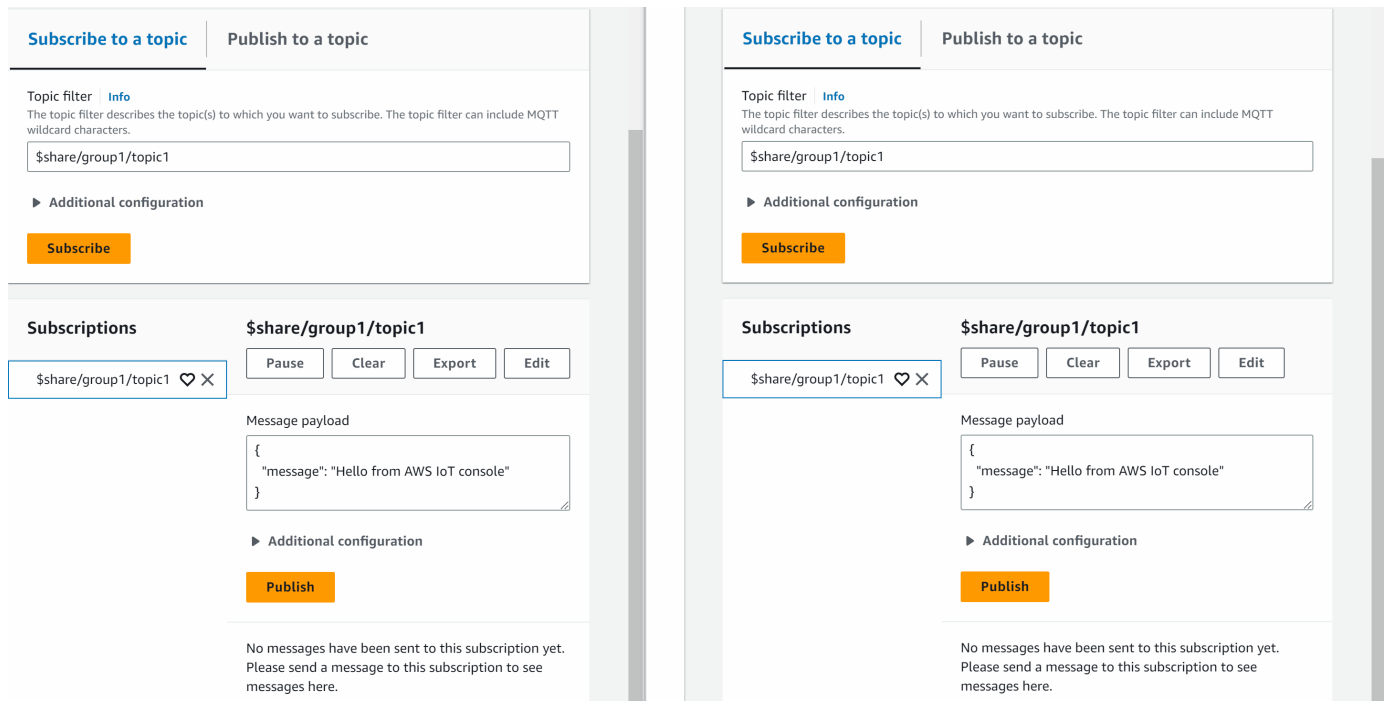 Subscribe to a topic
Publish to a topic
Topic filter
Info
The topic filter describes the topic(s) to which you want to subscribe. The topic filter can include MQTT
wildcard characters.
$share/group1/topic1
Additional configuration
Subscribe
Subscriptions
$share/group1/topic1
$share/group1/topic1
Pause
Clear
Export
Edit
Message payload
{
"message": "Hello from AWS IoT console"
}
Additional configuration
Publish
No messages have been sent to this subscription yet.
Please send a message to this subscription to see
messages here.
Subscribe to a topic
Publish to a topic
Topic filter
Info
The topic filter describes the topic(s) to which you want to subscribe. The topic filter can include MQTT
wildcard characters.
$share/group1/topic1
Additional configuration
Subscribe
Subscriptions
$share/group1/topic1
$share/group1/topic1
Pause
Clear
Export
Edit
Message payload
{
"message": "Hello from AWS IoT console"
}
Additional configuration
Publish
No messages have been sent to this subscription yet.
Please send a message to this subscription to see
messages here.